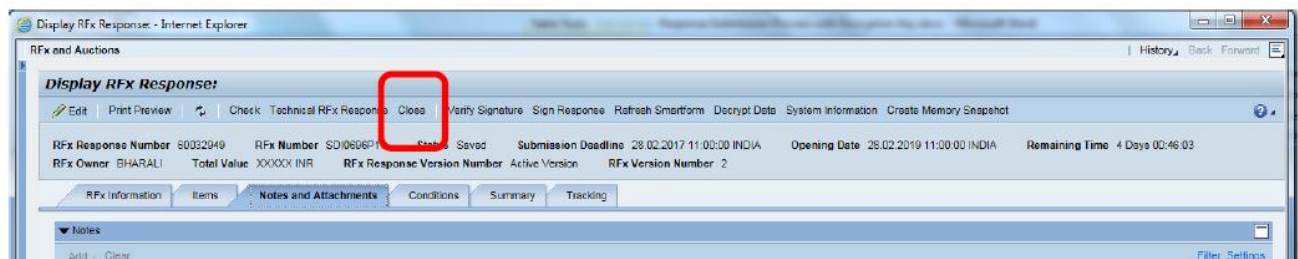 Display RFx Response: - Internet Explorer
RFx and Auctions History Back Forward
Display RFx Response:
Edit Print Preview Check Technical RFx Response Close Verify Signature Sign Response Refresh Smartform Decrypt Data System Information Create Memory Snapshot
RFx Response Number 60032949 RFx Number SDI0696P1 Status Saved Submission Deadline 28.02.2017 11:00:00 INDIA Opening Date 28.02.2019 11:00:00 INDIA Remaining Time 4 Days 00:46:03
RFx Owner BHARALI Total Value XXXXX INR RFx Response Version Number Active Version RFx Version Number 2
RFx Information Items Notes and Attachments Conditions Summary Tracking
Notes
Add Clear Filter Settings